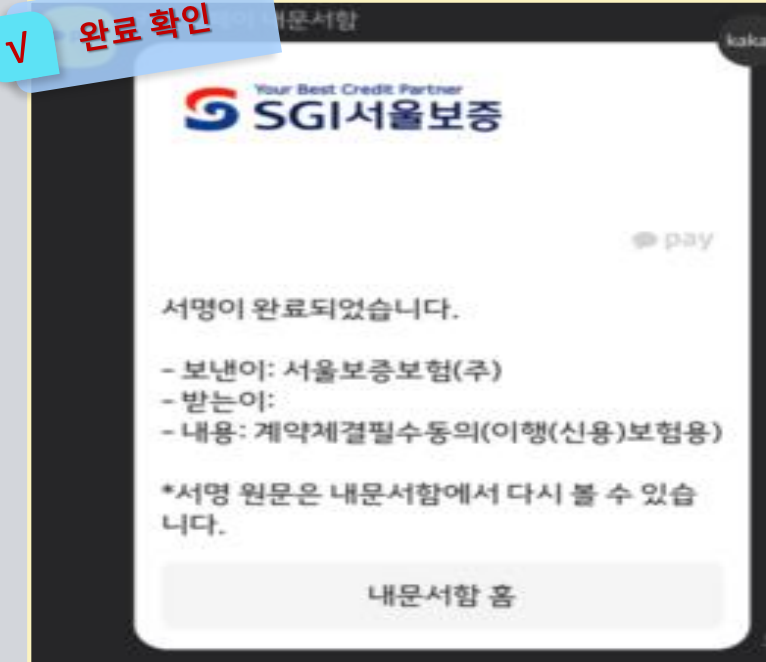 √ 완료 확인
내문서함
kaka
Your Best Credit Partner
SGI서울보증
pay
서명이 완료되었습니다.
- 보낸이: 서울보증보험(주)
- 받는이:
- 내용: 계약체결필수동의(이행(신용)보험용)
*서명 원문은 내문서함에서 다시 볼 수 있습
니다.
내문서함 홈